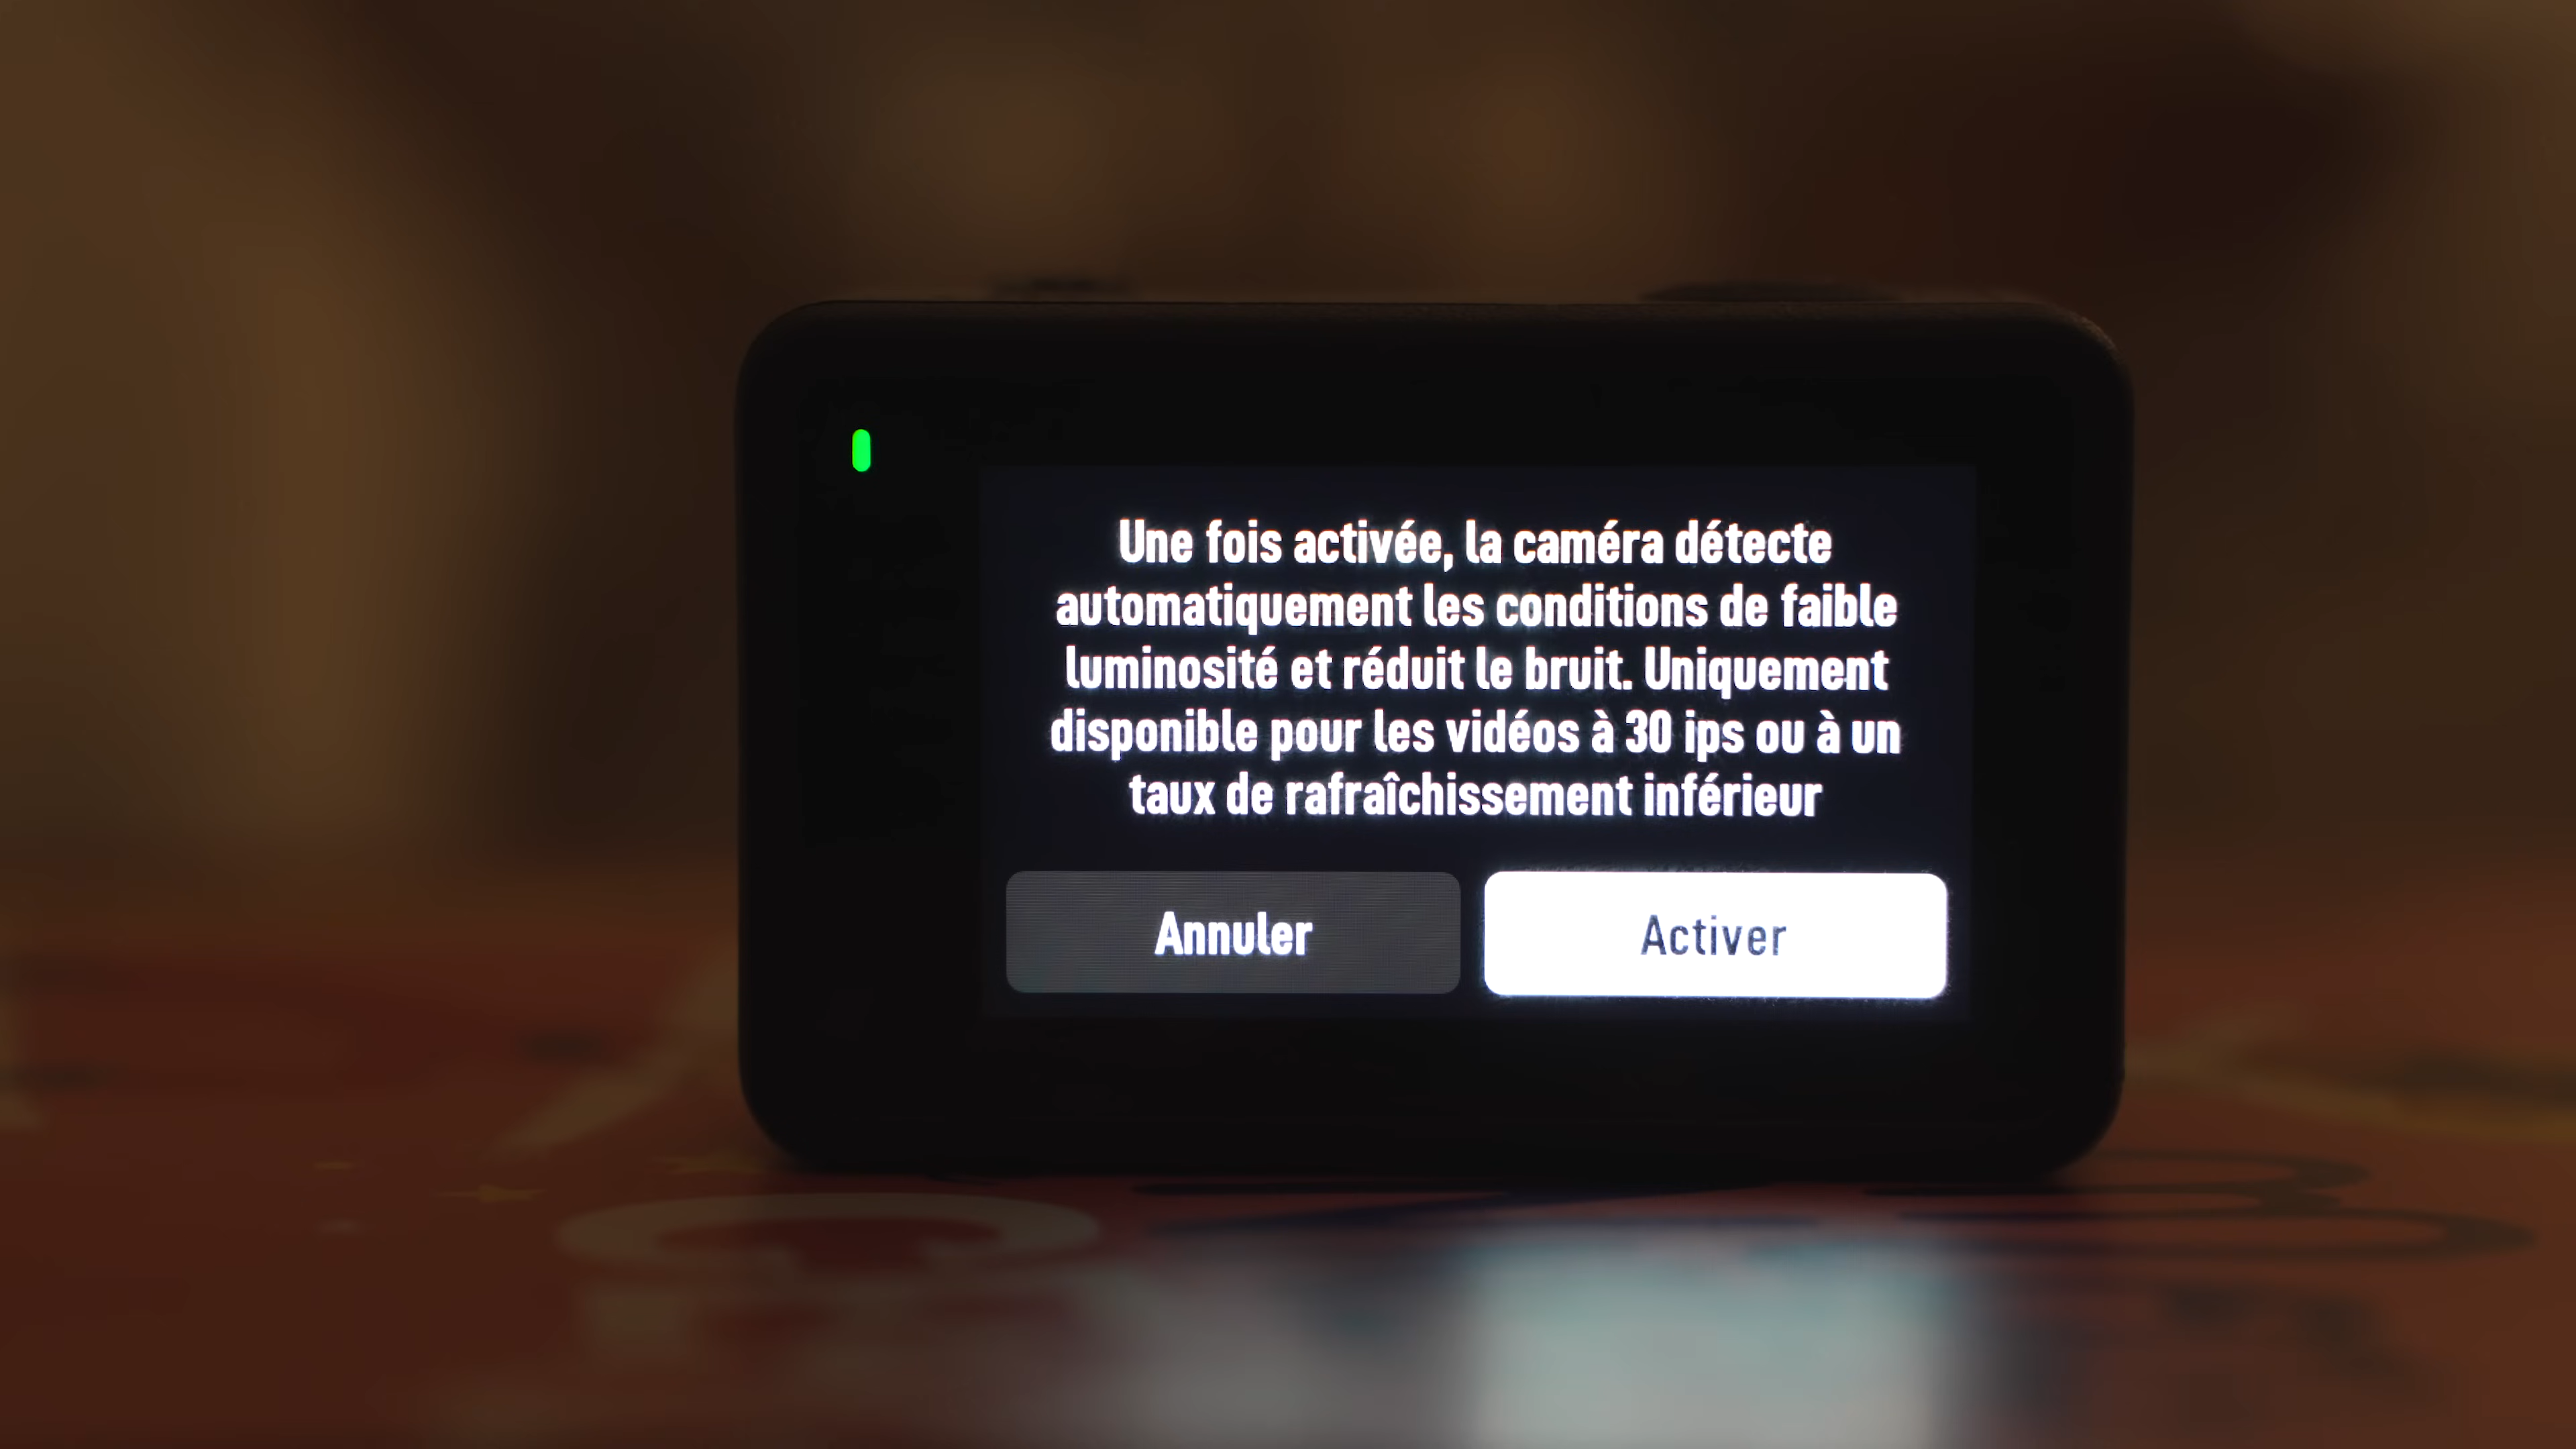 Une fois activée, la caméra détecte
automatiquement les conditions de faible
luminosité et réduit le bruit. Uniquement
disponible pour les vidéos à 30 ips ou à un
taux de rafraîchissement inférieur
Annuler
Activer